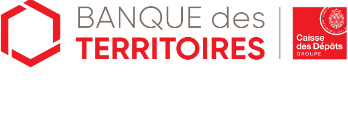 BANQUE des
TERRITOIRES
Caisse
des Dépôts
GROUPE